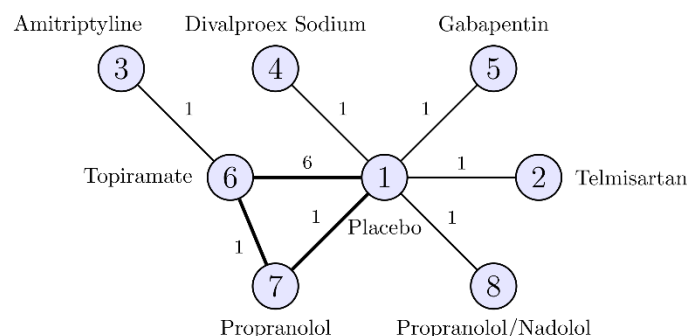 Amitriptyline Divalproex Sodium Gabapentin
3 4 5
1 1 1
Topiramate 6 6 1 1 2 Telmisartan
1 1 1
Placebo
7 8
Propranolol Propranolol/Nadolol